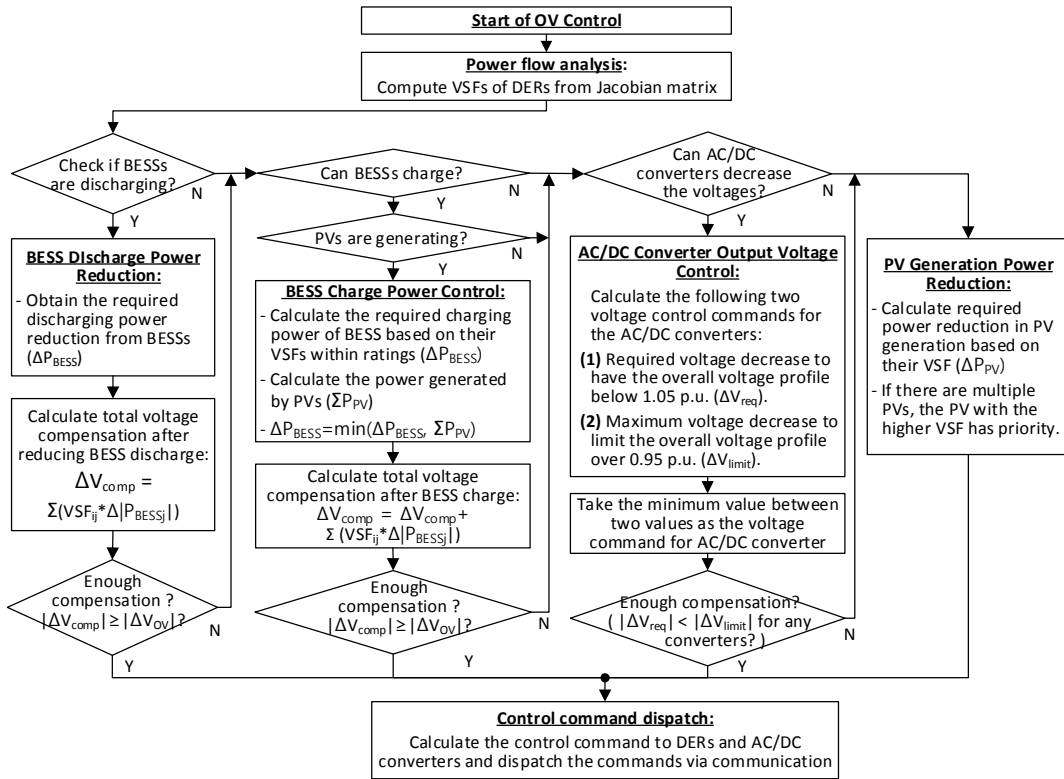 Start of OV Control
Power flow analysis:
Compute VSFs of DERs from Jacobian matrix
Check if BESSs
are discharging?
N
Y
BESS DIscharge Power
Reduction:
- Obtain the required
discharging power
reduction from BESSs
(ΔP_BESS)
Calculate total voltage
compensation after
reducing BESS discharge:
ΔV_comp =
Σ(VSF_ij*Δ|P_BESSj|)
Enough
compensation ?
|ΔV_comp| ≥ |ΔV_OV|?
N
Y
Can BESSs charge?
N
Y
PVs are generating?
N
Y
BESS Charge Power Control:
- Calculate the required charging
power of BESS based on their
VSFs within ratings (ΔP_BESS)
- Calculate the power generated
by PVs (ΣP_PV)
- ΔP_BESS=min(ΔP_BESS, ΣP_PV)
Calculate total voltage
compensation after BESS charge:
ΔV_comp = ΔV_comp+
Σ (VSF_ij*Δ|P_BESSj|)
Enough
compensation ?
|ΔV_comp| ≥ |ΔV_OV|?
N
Y
Can AC/DC
converters decrease
the voltages?
N
Y
AC/DC Converter Output Voltage
Control:
Calculate the following two
voltage control commands for
the AC/DC converters:
(1) Required voltage decrease to
have the overall voltage profile
below 1.05 p.u. (ΔV_req).
(2) Maximum voltage decrease to
limit the overall voltage profile
over 0.95 p.u. (ΔV_limit).
Take the minimum value between
two values as the voltage
command for AC/DC converter
Enough compensation?
( |ΔV_req| < |ΔV_limit| for any
converters? )
N
Y
PV Generation Power
Reduction:
- Calculate required
power reduction in PV
generation based on
their VSF (ΔP_PV)
- If there are multiple
PVs, the PV with the
higher VSF has priority.
Control command dispatch:
Calculate the control command to DERs and AC/DC
converters and dispatch the commands via communication